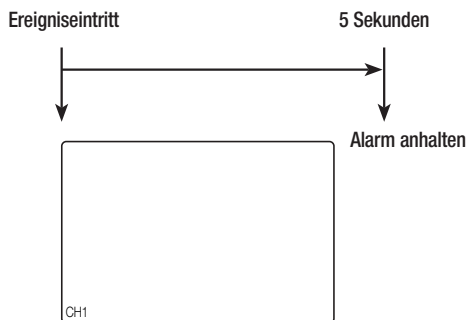 Ereigniseintritt
5 Sekunden
Alarm anhalten
CH1